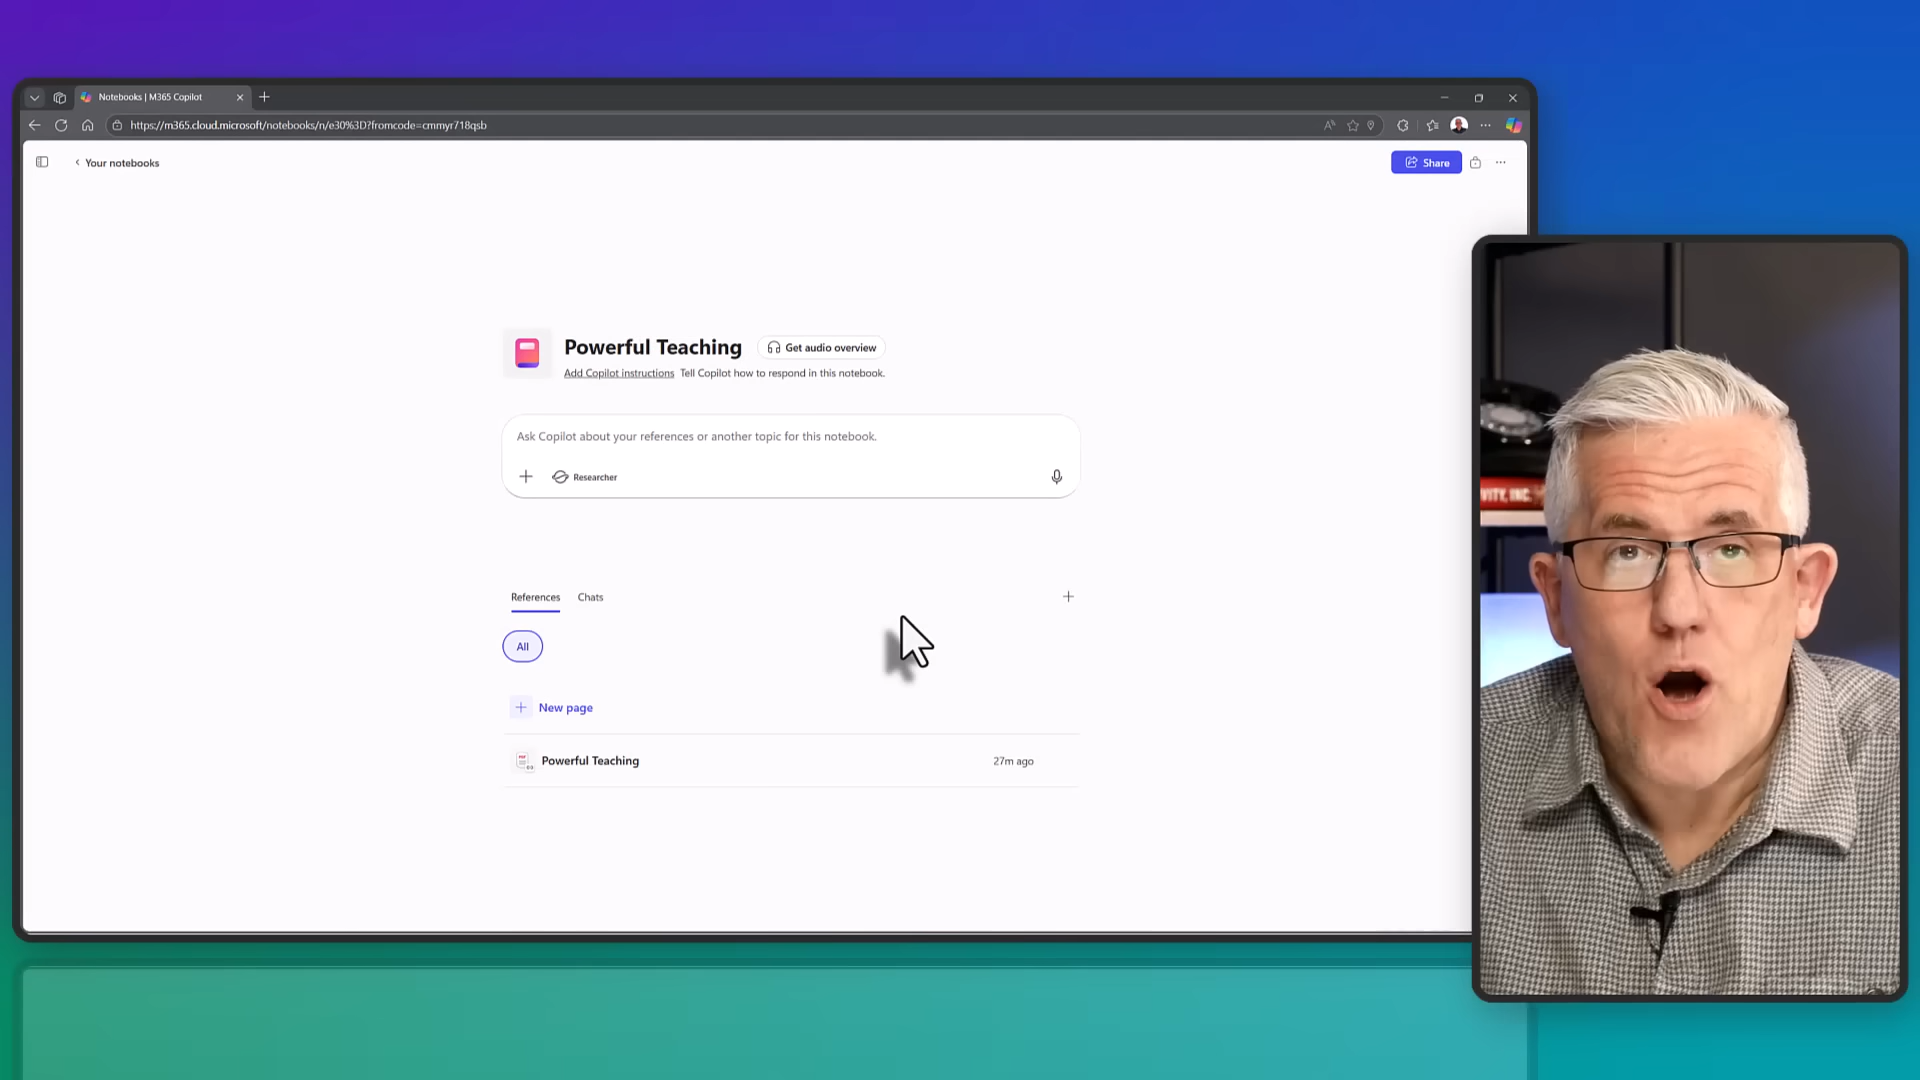 Notebooks | M365 Copilot
https://m365.cloud.microsoft/notebooks/n/e30%3D?fromcode=cmmyr718qsb
Your notebooks
Share
Powerful Teaching
Get audio overview
Add Copilot instructions Tell Copilot how to respond in this notebook.
Ask Copilot about your references or another topic for this notebook.
Researcher
References
Chats
All
New page
Powerful Teaching
27m ago
VITY, INC.